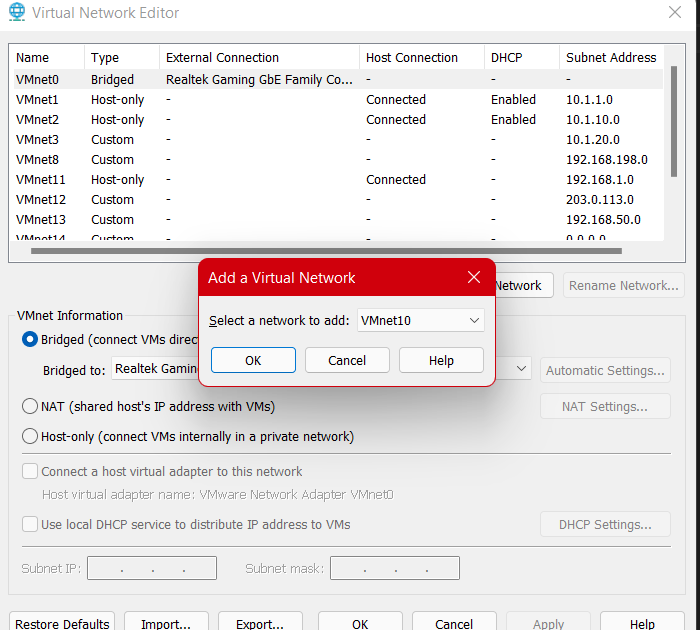 Virtual Network Editor
Name Type External Connection Host Connection DHCP Subnet Address
VMnet0 Bridged Realtek Gaming GbE Family Co... - - -
VMnet1 Host-only - Connected Enabled 10.1.1.0
VMnet2 Host-only - Connected Enabled 10.1.10.0
VMnet3 Custom - - - 10.1.20.0
VMnet8 Custom - - - 192.168.198.0
VMnet11 Host-only - Connected - 192.168.1.0
VMnet12 Custom - - - 203.0.113.0
VMnet13 Custom - - - 192.168.50.0
VMnet14 Custom - - - 0.0.0.0
Add a Virtual Network
Network Rename Network...
Select a network to add: VMnet10
OK Cancel Help
VMnet Information
Bridged (connect VMs direc
Bridged to: Realtek Gamin Automatic Settings...
NAT (shared host's IP address with VMs) NAT Settings...
Host-only (connect VMs internally in a private network)
Connect a host virtual adapter to this network
Host virtual adapter name: VMware Network Adapter VMnet0
Use local DHCP service to distribute IP address to VMs DHCP Settings...
Subnet IP: . . . Subnet mask: . . .
Restore Defaults Import... Export... OK Cancel Apply Help